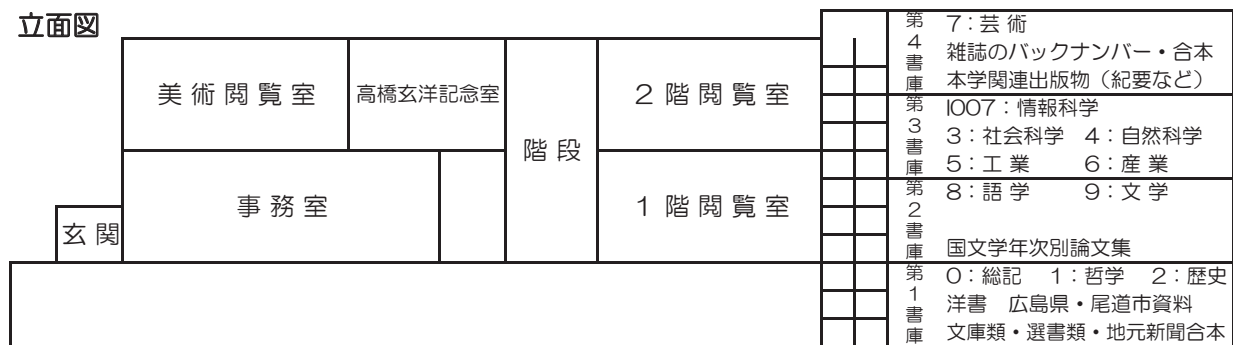 立面図
美術閲覧室
高橋玄洋記念室
階段
2階閲覧室
事務室
1階閲覧室
玄関
第4書庫
7:芸術
雑誌のバックナンバー・合本
本学関連出版物(紀要など)
第3書庫
I007:情報科学
3:社会科学 4:自然科学
5:工業 6:産業
第2書庫
8:語学 9:文学
国文学年次別論文集
第1書庫
0:総記 1:哲学 2:歴史
洋書 広島県・尾道市資料
文庫類・選書類・地元新聞合本